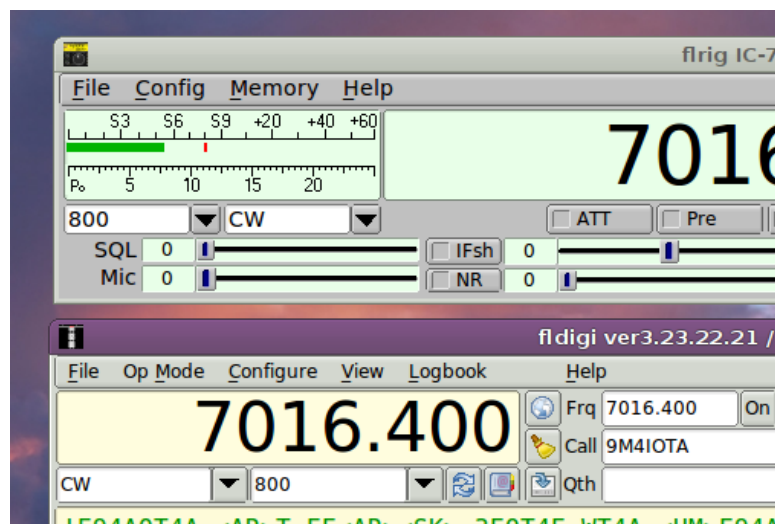 flrig IC-7
File Config Memory Help
S3 S6 S9 +20 +40 +60
7016
Po 5 10 15 20
800 CW ATT Pre
SQL 0 IFsh 0
Mic 0 NR 0
fldigi ver3.23.22.21 /
File Op Mode Configure View Logbook Help
7016.400 Frq 7016.400 On
Call 9M4IOTA
CW 800 Qth